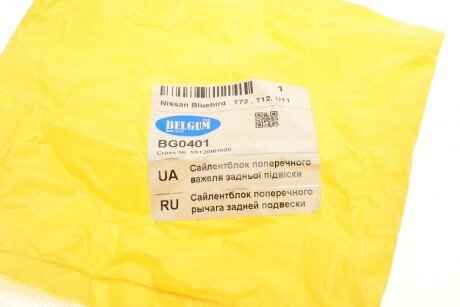 1
Nissan Bluebird T72, T12, U11
BELGUM
BG0401
Cross №: 551308H500
UA Сайлентблок поперечного
важеля задньої підвіски
RU Сайлентблок поперечного
рычага задней подвески